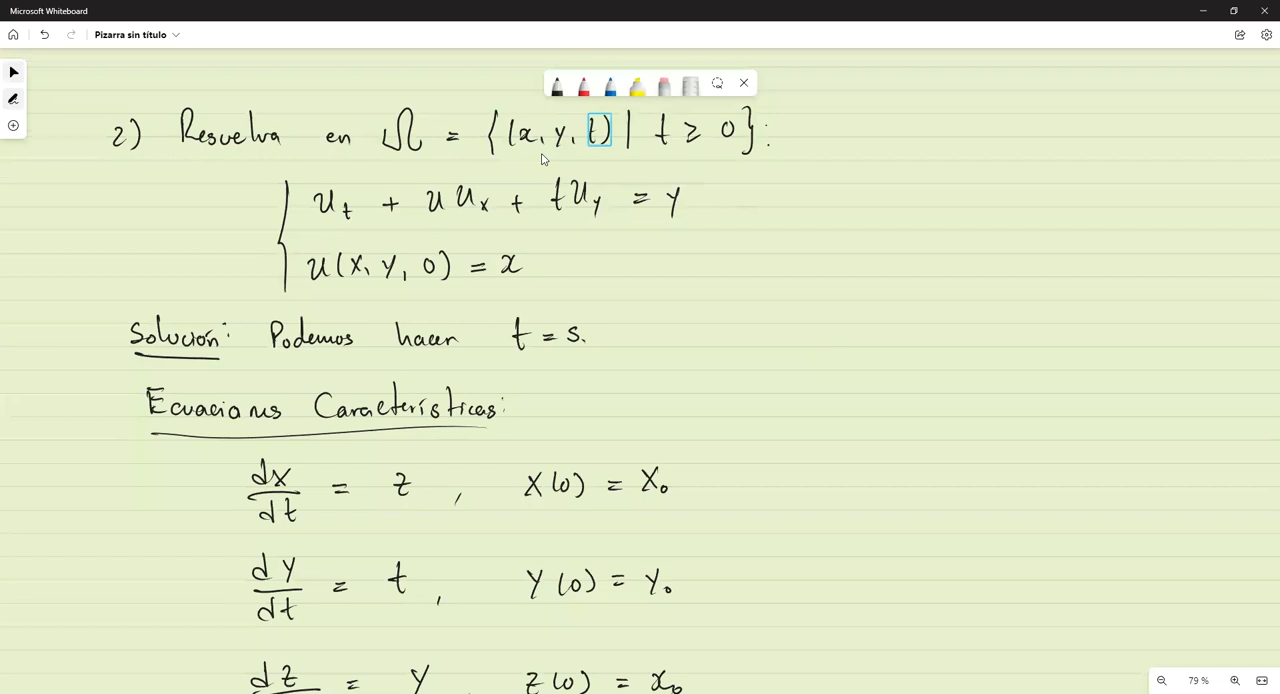 Microsoft Whiteboard
Pizarra sin título
2) Resuelva en Ω = {(x, y, t) | t ≥ 0}:
u_t + u u_x + t u_y = y
u(x, y, 0) = x
Solución: Podemos hacer t = s.
Ecuaciones Características:
dx/dt = z , x(0) = x₀
dy/dt = t , y(0) = y₀
dz = y z(0) = x₀
79 %